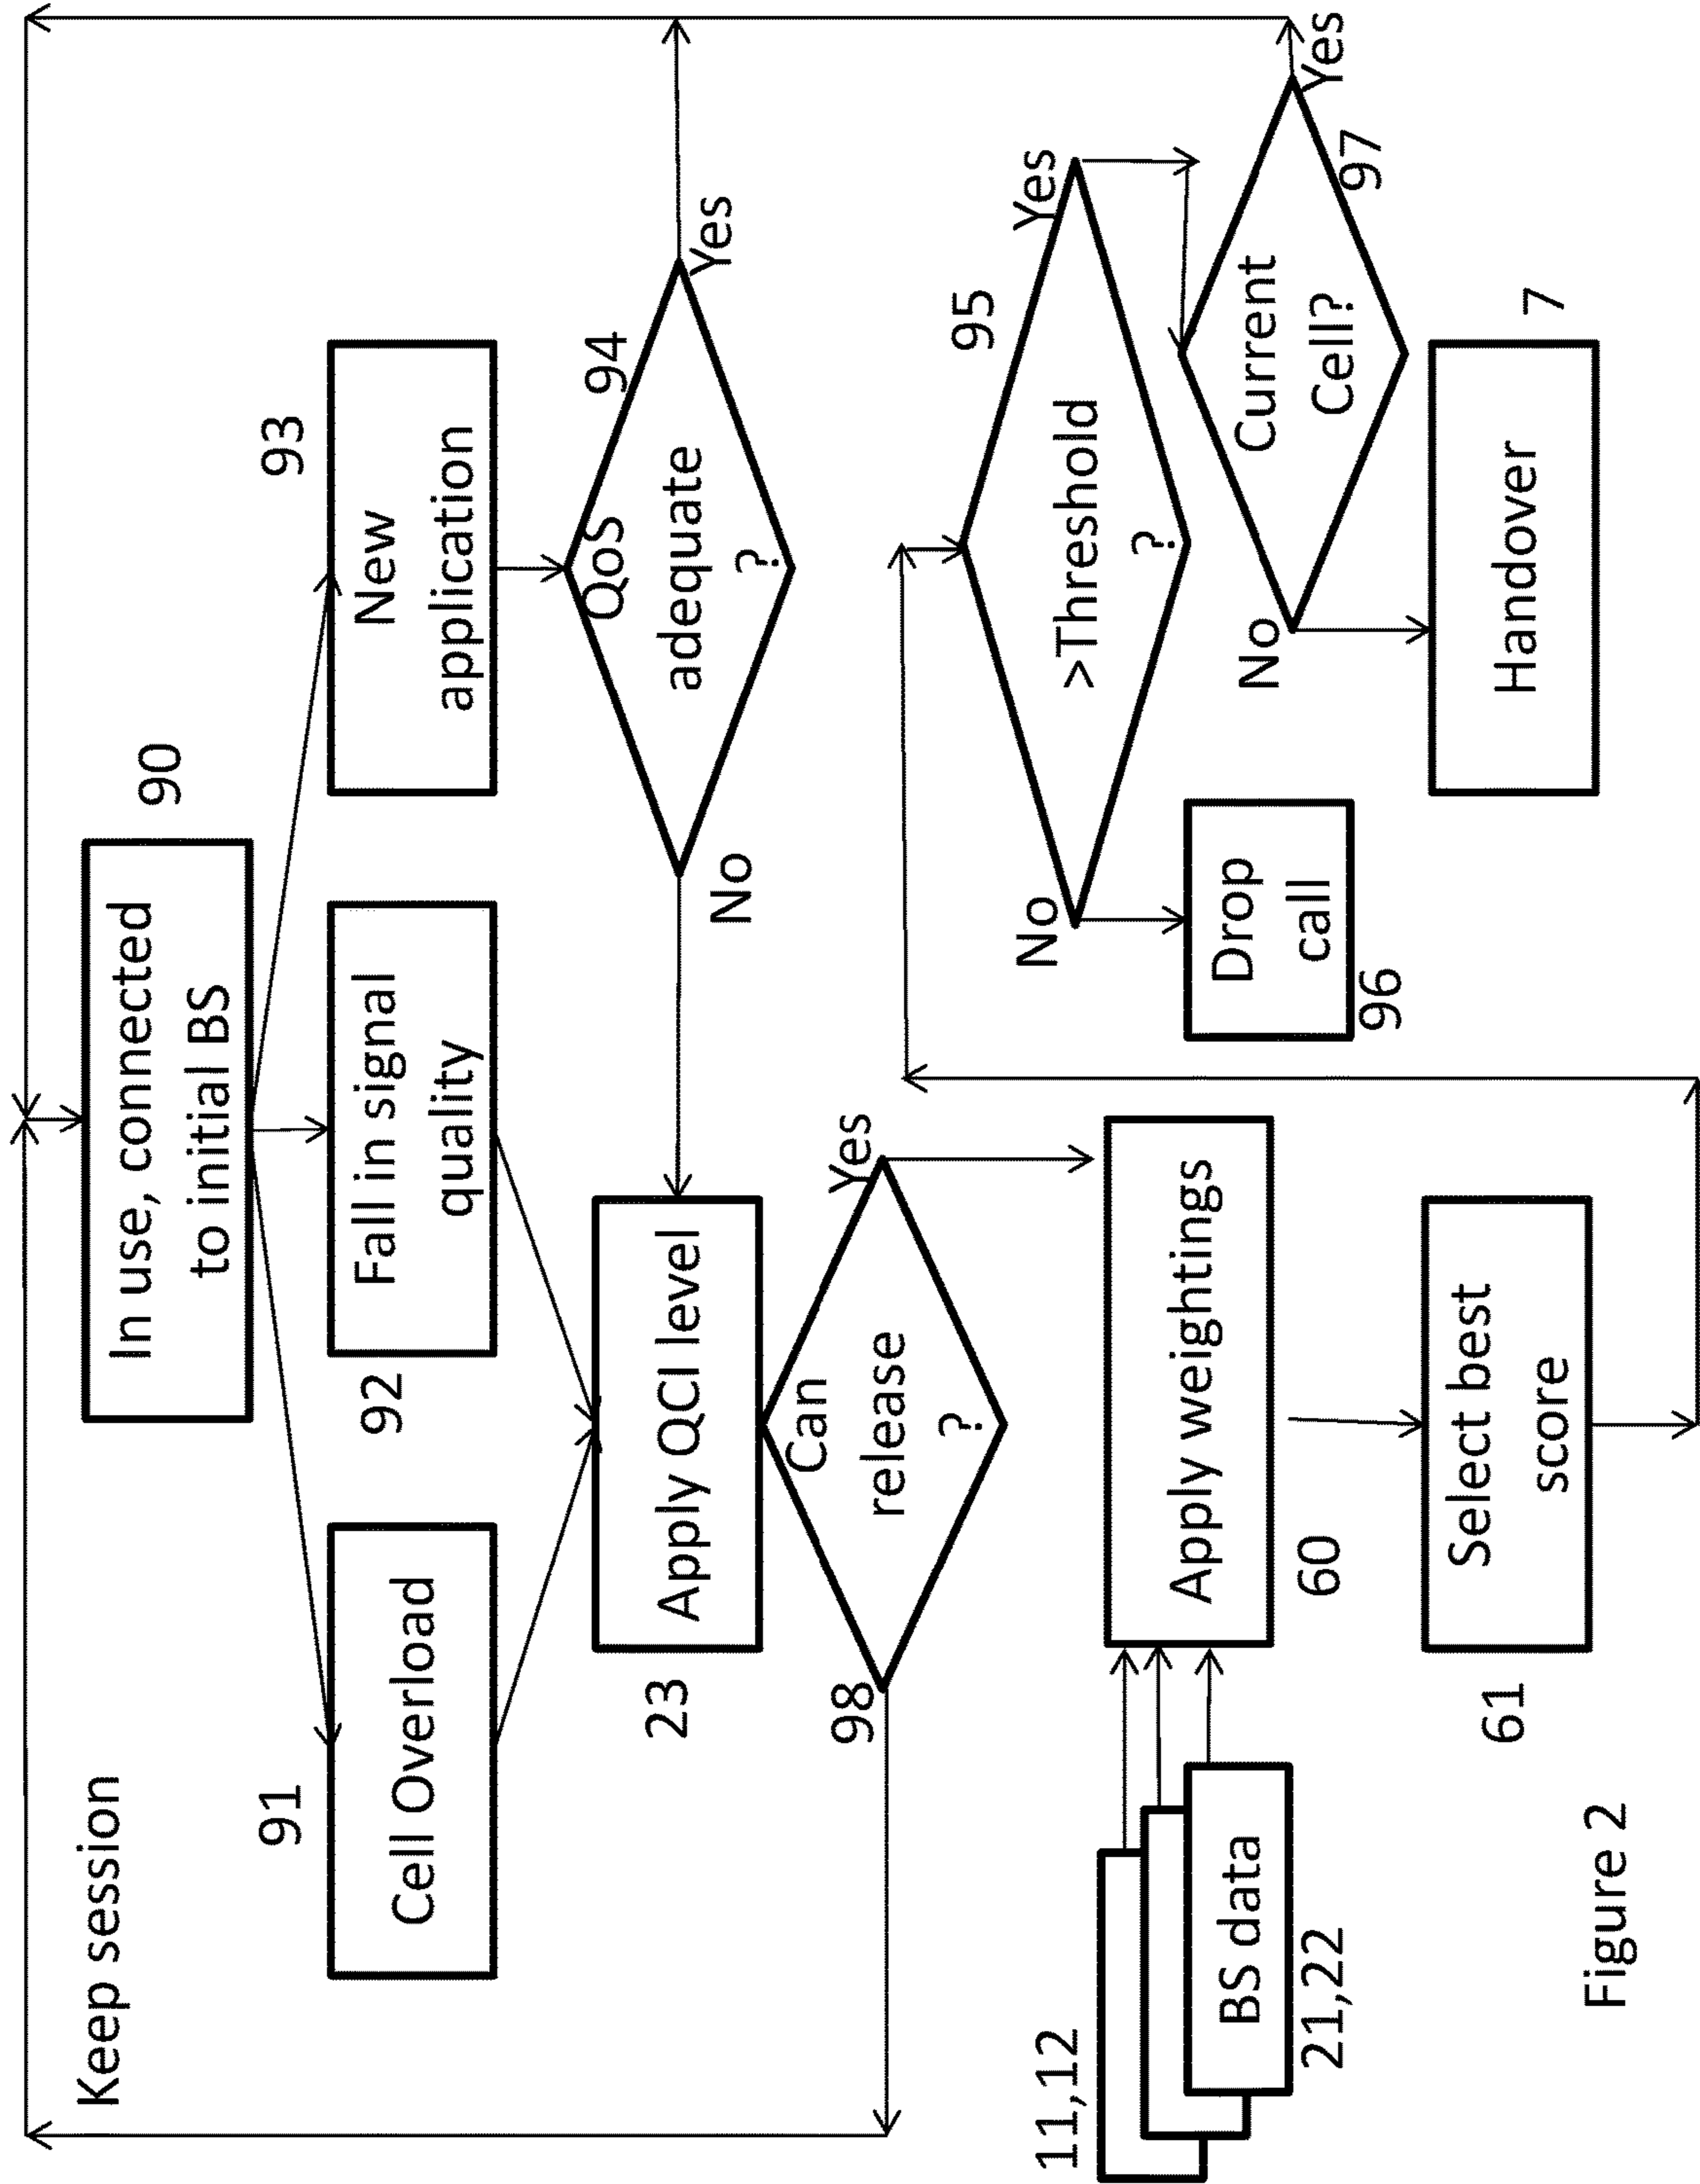 Keep session
In use, connected
to initial BS
90
91
Cell Overload
92
Fall in signal
quality
93
New
application
94
QoS
adequate
?
Yes
No
23
Apply QCI level
98
Can
release
?
Yes
11,12
BS data
21,22
Apply weightings
60
Select best
score
61
95
>Threshold
?
Yes
No
Drop
call
96
Current
Cell?
97
Yes
No
Handover
7
Figure 2